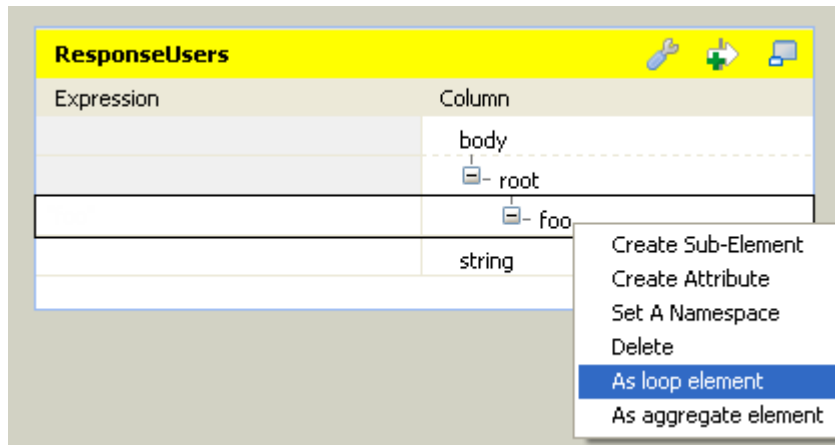 ResponseUsers
Expression Column
body
root
foo
string
Create Sub-Element
Create Attribute
Set A Namespace
Delete
As loop element
As aggregate element